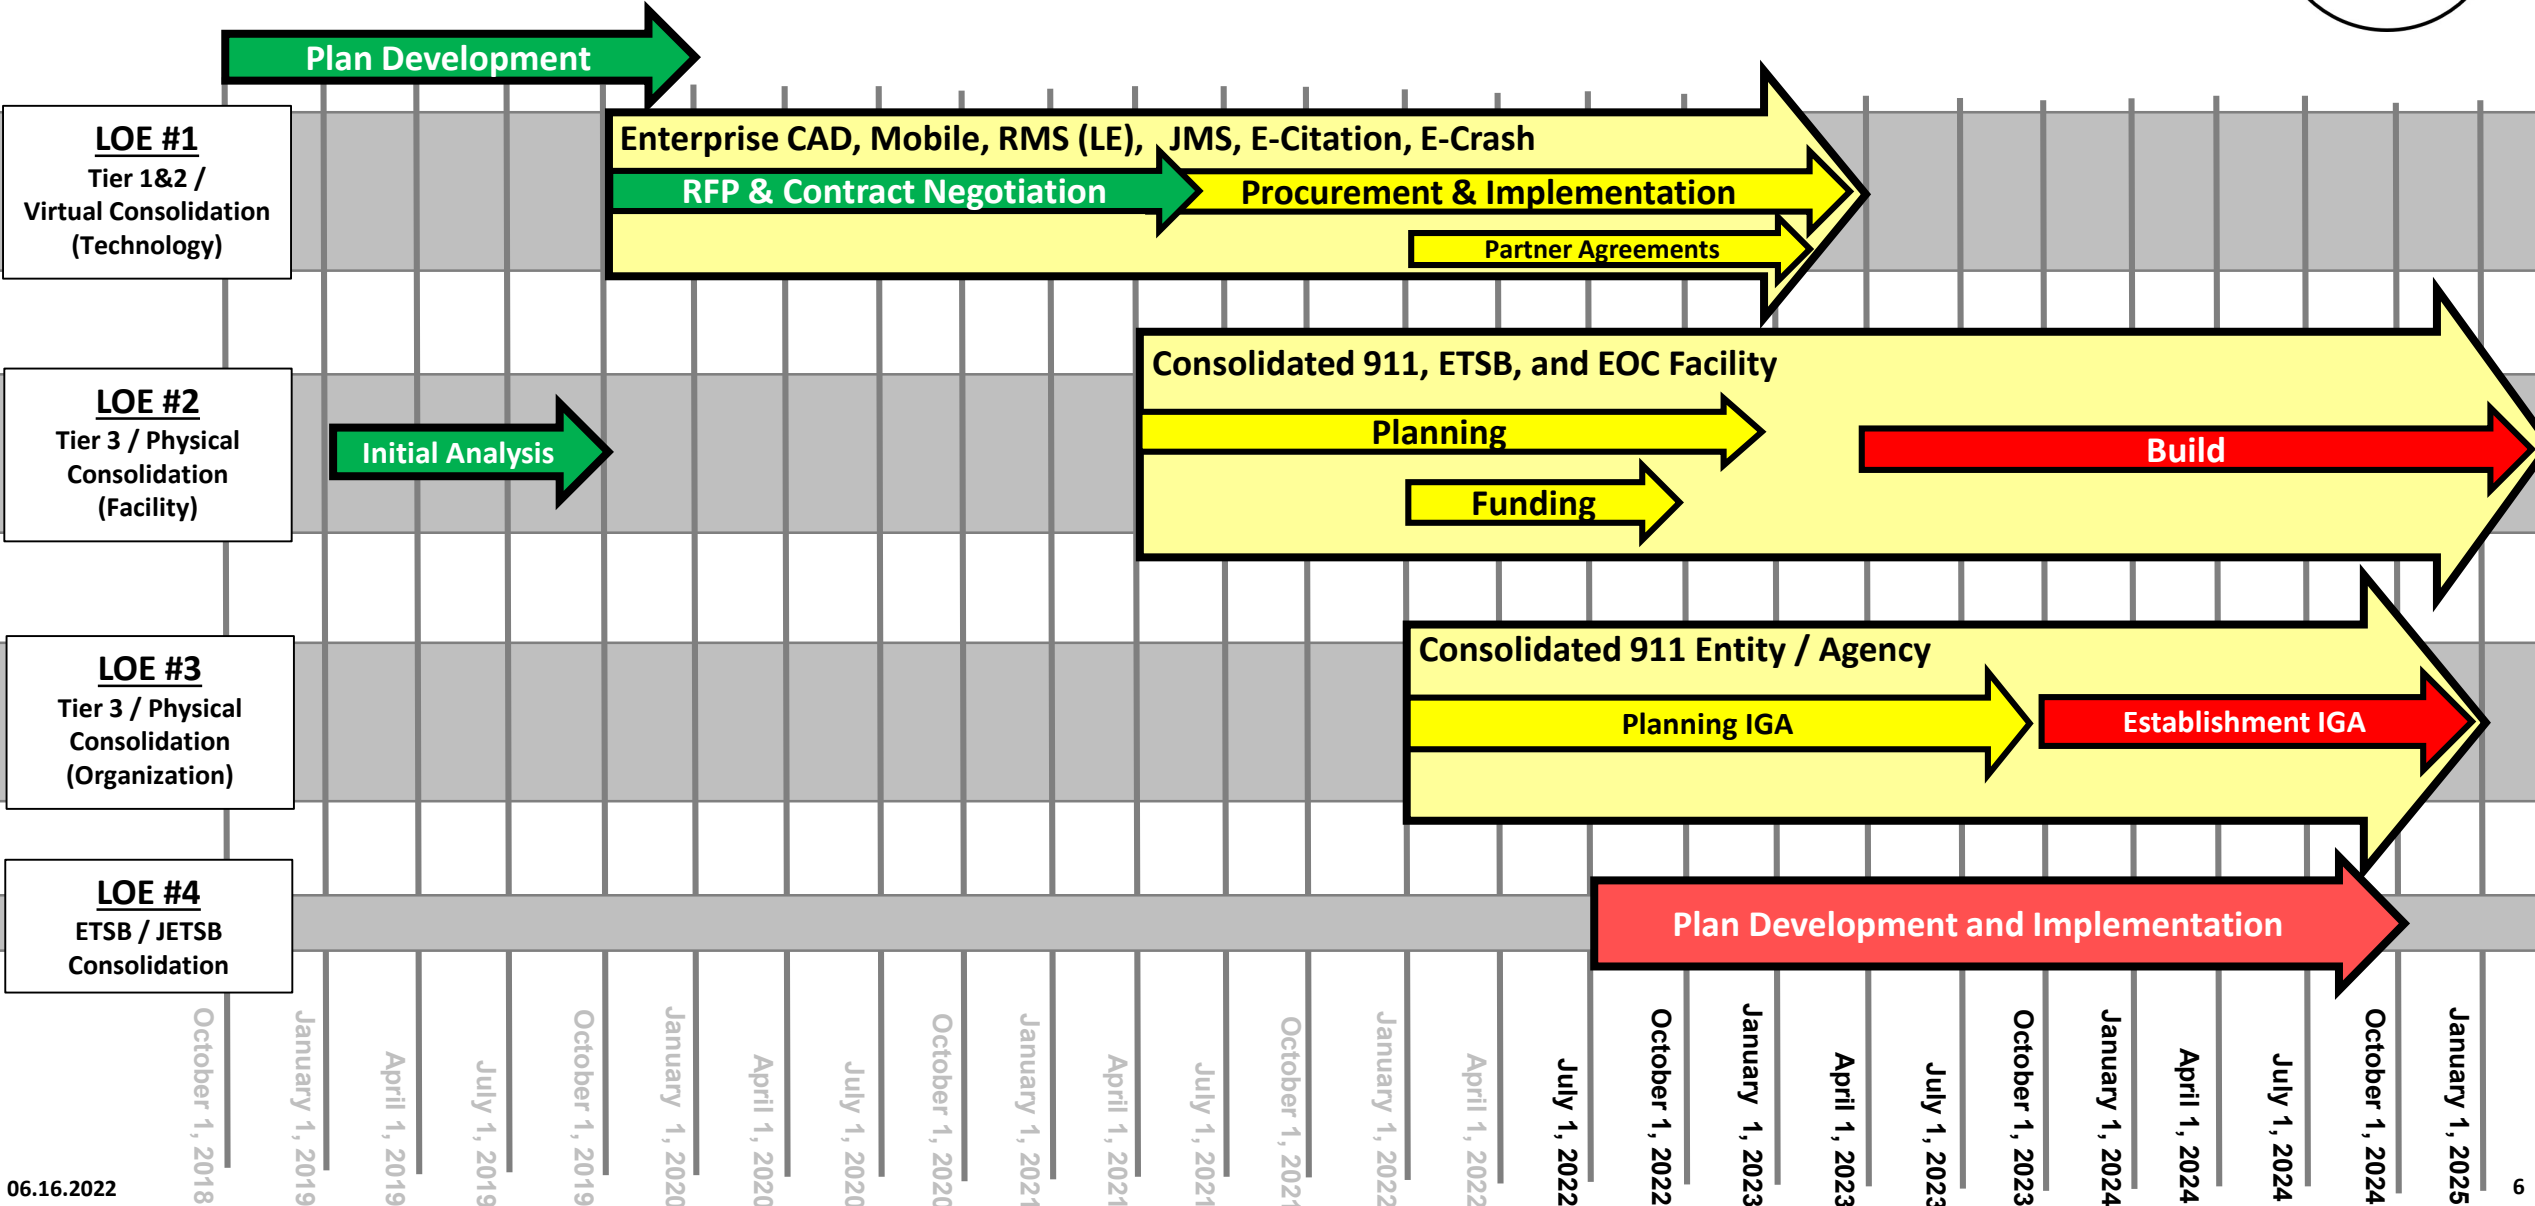 Plan Development
LOE #1
Tier 1&2 /
Virtual Consolidation
(Technology)
Enterprise CAD, Mobile, RMS (LE), JMS, E-Citation, E-Crash
RFP & Contract Negotiation
Procurement & Implementation
Partner Agreements
LOE #2
Tier 3 / Physical
Consolidation
(Facility)
Initial Analysis
Consolidated 911, ETSB, and EOC Facility
Planning
Funding
Build
LOE #3
Tier 3 / Physical
Consolidation
(Organization)
Consolidated 911 Entity / Agency
Planning IGA
Establishment IGA
LOE #4
ETSB / JETSB
Consolidation
Plan Development and Implementation
October 1, 2018
January 1, 2019
April 1, 2019
July 1, 2019
October 1, 2019
January 1, 2020
April 1, 2020
July 1, 2020
October 1, 2020
January 1, 2021
April 1, 2021
July 1, 2021
October 1, 2021
January 1, 2022
April 1, 2022
July 1, 2022
October 1, 2022
January 1, 2023
April 1, 2023
July 1, 2023
October 1, 2023
January 1, 2024
April 1, 2024
July 1, 2024
October 1, 2024
January 1, 2025
06.16.2022
6